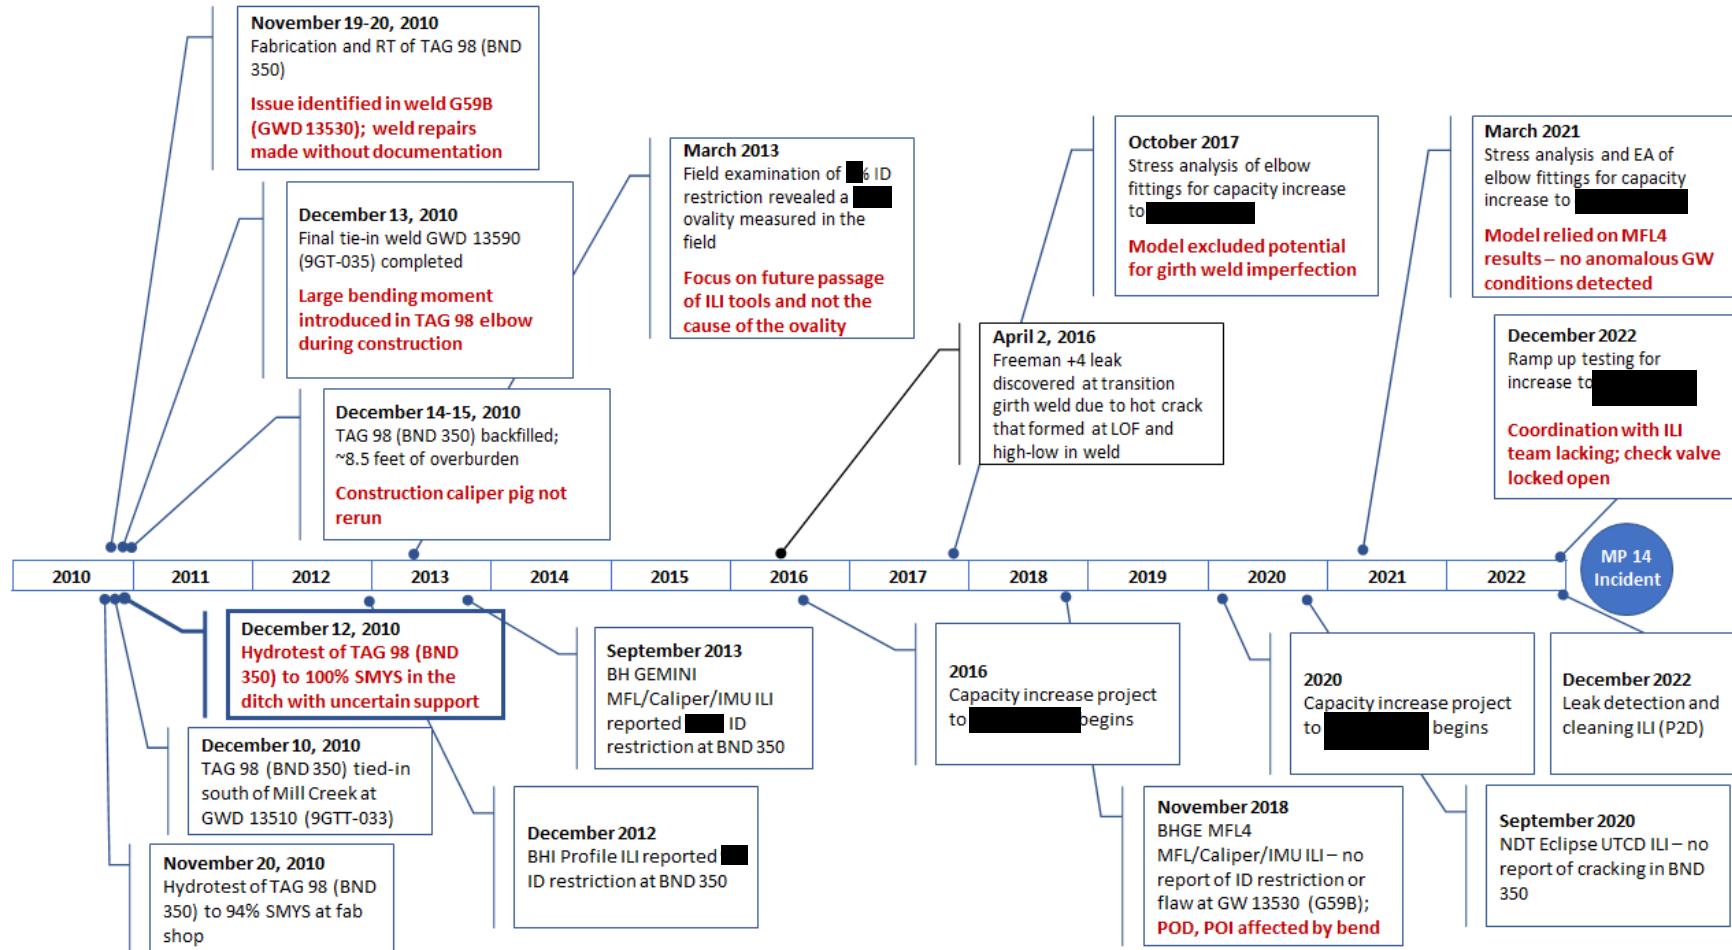 November 19-20, 2010
Fabrication and RT of TAG 98 (BND
350)
Issue identified in weld G59B
(GWD 13530); weld repairs
made without documentation
December 13, 2010
Final tie-in weld GWD 13590
(9GT-035) completed
Large bending moment
introduced in TAG 98 elbow
during construction
December 14-15, 2010
TAG 98 (BND 350) backfilled;
~8.5 feet of overburden
Construction caliper pig not
rerun
March 2013
Field examination of % ID
restriction revealed a
ovality measured in the
field
Focus on future passage
of ILI tools and not the
cause of the ovality
April 2, 2016
Freeman +4 leak
discovered at transition
girth weld due to hot crack
that formed at LOF and
high-low in weld
October 2017
Stress analysis of elbow
fittings for capacity increase
to
Model excluded potential
for girth weld imperfection
March 2021
Stress analysis and EA of
elbow fittings for capacity
increase to
Model relied on MFL4
results – no anomalous GW
conditions detected
December 2022
Ramp up testing for
increase to
Coordination with ILI
team lacking; check valve
locked open
2010 2011 2012 2013 2014 2015 2016 2017 2018 2019 2020 2021 2022
MP 14
Incident
December 12, 2010
Hydrotest of TAG 98 (BND
350) to 100% SMYS in the
ditch with uncertain support
December 10, 2010
TAG 98 (BND 350) tied-in
south of Mill Creek at
GWD 13510 (9GTT-033)
November 20, 2010
Hydrotest of TAG 98 (BND
350) to 94% SMYS at fab
shop
December 2012
BHI Profile ILI reported
ID restriction at BND 350
September 2013
BH GEMINI
MFL/Caliper/IMU ILI
reported ID
restriction at BND 350
2016
Capacity increase project
to begins
November 2018
BHGE MFL4
MFL/Caliper/IMU ILI – no
report of ID restriction or
flaw at GW 13530 (G59B);
POD, POI affected by bend
2020
Capacity increase project
to begins
September 2020
NDT Eclipse UTCD ILI – no
report of cracking in BND
350
December 2022
Leak detection and
cleaning ILI (P2D)